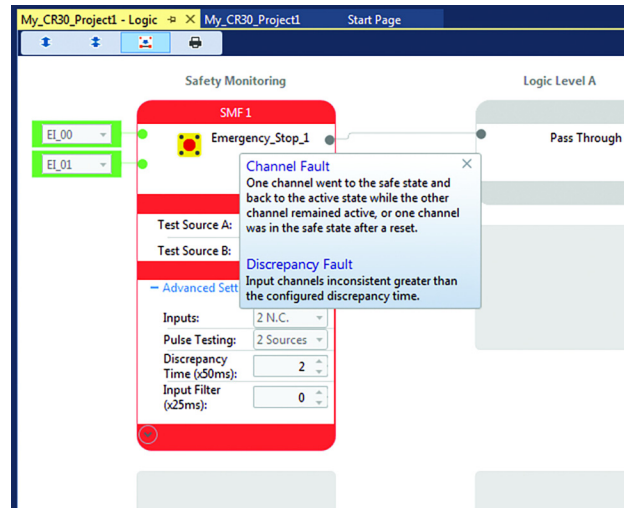 My_CR30_Project1 - Logic My_CR30_Project1 Start Page
Safety Monitoring Logic Level A
SMF 1
EI_00 Emergency_Stop_1 Pass Through
EI_01
Channel Fault
One channel went to the safe state and
back to the active state while the other
channel remained active, or one channel
was in the safe state after a reset.
Discrepancy Fault
Input channels inconsistent greater than
the configured discrepancy time.
Test Source A:
Test Source B:
Advanced Sett
Inputs: 2 N.C.
Pulse Testing: 2 Sources
Discrepancy
Time (x50ms): 2
Input Filter
(x25ms): 0